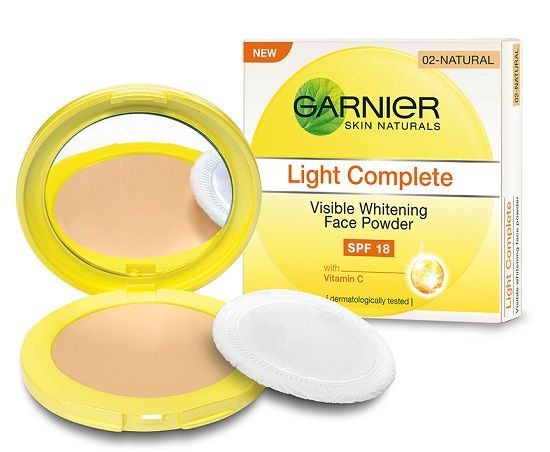 NEW
02-NATURAL
GARNIER
SKIN NATURALS
Light Complete
Visible Whitening
Face Powder
SPF 18
with
Vitamin C
[ dermatologically tested ]
02-NATURAL
Light Complete
Visible Whitening face powder